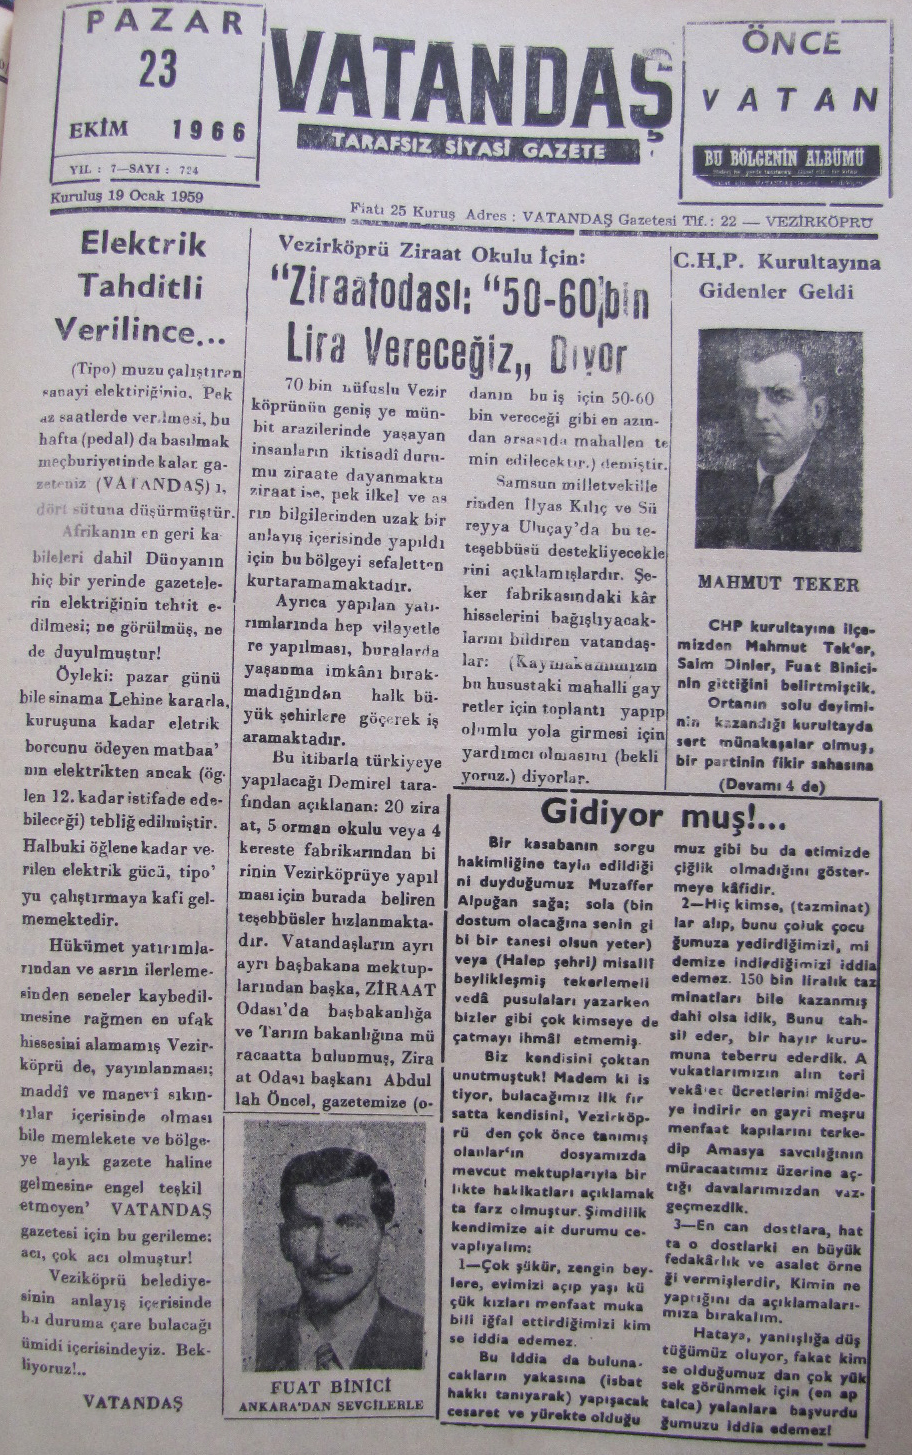 PAZAR
23
EKİM 1966
YIL : 7—SAYI : 724
Kuruluş 19 Ocak 1959
VATANDAŞ
TARAFSIZ SİYASİ GAZETE
ÖNCE
VATAN
BU BÖLGENİN ALBÜMÜ
Fiatı 25 Kuruş Adres : VATANDAŞ Gazetesi Tlf.: 22 — VEZİRKÖPRÜ
Elektrik
Tahditli
Verilince...
(Tipo) muzu çalıştıran
sanayi elektiriğinin, Pek
az saatlerde verilmesi, bu
hafta (pedal) da basılmak
meçburiyetinde kalan ga-
zeteniz (VATANDAŞ) ı,
dört sütuna düşürmüştür.
Afrikanın en geri ka
bileleri dahil Dünyanın
hiç bir yerinde gazetele-
rin elektriğinin tehtit e-
dilmesi; ne görülmüş, ne
de duyulmuştur!
Öyleki: pazar günü
bile sinama Lehine kararla,
kuruşuna kadar eletrik
borcunu ödeyen matbaa'
nın elektrikten ancak (öğ-
len 12. kadar istifade ede-
bileceği) tebliğ edilmiştir.
Halbuki öğlene kadar ve-
rilen elektrik gücü, tipo'
yu çalıştırmaya kafi gel-
memektedir.
Hükümet yatırımla-
rından ve asrın ilerleme-
sinden seneler kaybedil-
mesine rağmen en ufak
hissesini alamamış Vezir-
köprü de, yayınlanması;
maddî ve manevî sıkın-
tılar içerisinde olması
bile memlekete ve bölge-
ye layık gazete haline
gelmesine engel teşkil
etmeyen' VATANDAŞ
gazetesi için bu gerileme;
acı, çok acı olmuştur!
Veziköprü belediye-
sinin anlayış içerisinde
bu duruma çare bulacağı
ümidi içerisindeyiz. Bek-
liyoruz!..
VATANDAŞ
Vezirköprü Ziraat Okulu İçin:
“Ziraatodası: “50-60,bin
Lira Vereceğiz,, Diyor
70 bin nüfuslu Vezir
köprünün geniş ye mün-
bit arazilerinde yaşayan
insanların iktisadî duru-
mu ziraate dayanmakta
ziraat ise, pek ilkel ve as
rın bilgilerinden uzak bir
anlayış içerisinde yapıldı
için bu bölgeyi sefaletten
kurtaramamaktadır.
Ayrıca yapılan yatı-
rımlarında hep vilayetle
re yapılması, buralarda
yaşanma imkânı bırak-
madığından halk bü-
yük şehirlere göçerek iş
aramaktadır.
Bu itibarla türkiyeye
yapılacağı Demirel tara-
fından açıklanan: 20 zira
at, 5 orman okulu veya 4
kereste fabrikarından bi
rinin Vezirköprüye yapıl
ması için burada beliren
teşebbüsler hızlanmakta-
dır. Vatandaşların ayrı
ayrı başbakana mektup-
larından başka, ZİRAAT
Odası'da başbakanlığa
ve Tarım bakanlığına mü
racaatta bulunmuş, Zira
at Odası başkanı Abdul
lah Öncel, gazetemize (o-
danın bu iş için 50-60
bin vereceği gibi en azın-
dan arsasıda mahallen te
min edilecektir.) demiştir.
Samsun milletvekille
rinden İlyas Kılıç ve Sü
reyya Uluçay'da bu te-
teşebbüsü destekliyecekle
rini açıklamışlardır. Şe-
ker fabrikasındaki kâr
hisselerini bağışlıyacak-
larını bildiren vatandaş-
lar: (Kaymakamımızın
bu husustaki mahalli gay
retler için toplantı yapıp
olumlu yola girmesi için
yardımcı olmasını (bekli
yoruz.) diyorlar.
C.H.P. Kurultayına
Gidenler Geldi
MAHMUT TEKER
CHP kurultayına ilçe-
mizden Mahmut Tek'er,
Saim Dinler, Fuat Binici-
nin gittiğini belirtmiştik.
Ortanın solu deyimi-
nin kazandığı kurultayda
sert münakaşalar olmuş,
bir partinin fikir sahasına
(Devamı 4 de)
Gidiyor muş!...
Bir kasabanın sorgu
hakimliğine tayin edildiği
ni duyduğumuz Muzaffer
Alpuğan sağa; sola (bin
dostum olacağına senin gi
bi bir tanesi olsun yeter)
veya (Halep şehri) misalli
beylikleşmiş tekerlemeli
vedâ pusulaları yazarken
bizler gibi çok kimseye de
çatmayı ihmâl etmemiş.
Biz kendisini çoktan
unutmuştuk! Madem ki is
tiyor, bulacağımız ilk fır
satta kendisini, Vezirköp-
rü den çok önce tanımış
olanlar'ın dosyamızda
mevcut mektuplarıyla bir
likte hakikatları açıklamak
ta farz olmuştur. Şimdilik
kendimize ait durumu ce-
vaplıyalım:
1—Çok şükür, zengin bey-
lere, evimizi açıp yaşı kü
çük kızları menfaat muka
bili iğfal ettirdiğimizi kim
se iddia edemez.
Bu iddia da buluna-
cakların yakasına (isbat
hakkı tanıyarak) yapışacak
cesaret ve yürekte olduğu
muz gibi bu da etimizde
çiğlik olmadığını göster-
meye kâfidir.
2—Hiç kimse, (tazminat)
lar alıp, bunu çoluk çocu
ğumuza yedirdiğimizi, mi
demize indirdiğimizi iddia
edemez. 150 bin liralık taz
minatları bile kazanmış
dahi olsa idik, Bunu tah-
sil eder, bir hayır kuru-
muna teberru ederdik. A
vukatlarımızın alın teri
vekâlet ücretlerini miğde-
ye indirir en gayri meşru
menfaat kapılarını terke-
dip Amasya savcılığının
müracaatımız üzerine aç-
tığı davalarımızdan vaz-
geçmezdik.
3—En can dostlara, hat
ta o dostlarki en büyük
fedakârlık ve asalet örne
ği vermişlerdir, Kimin ne
yaptığını da açıklamaları-
mıza bırakalım.
Hataya, yanlışlığa düş
tüğümüz oluyor, fakat kim
se olduğumuz dan çok yük
sek görünmek için (en ap
talca) yalanlara başvurdu
ğumuzu iddia edemez!
FUAT BİNİCİ
ANKARA'DAN SEVGİLERLE